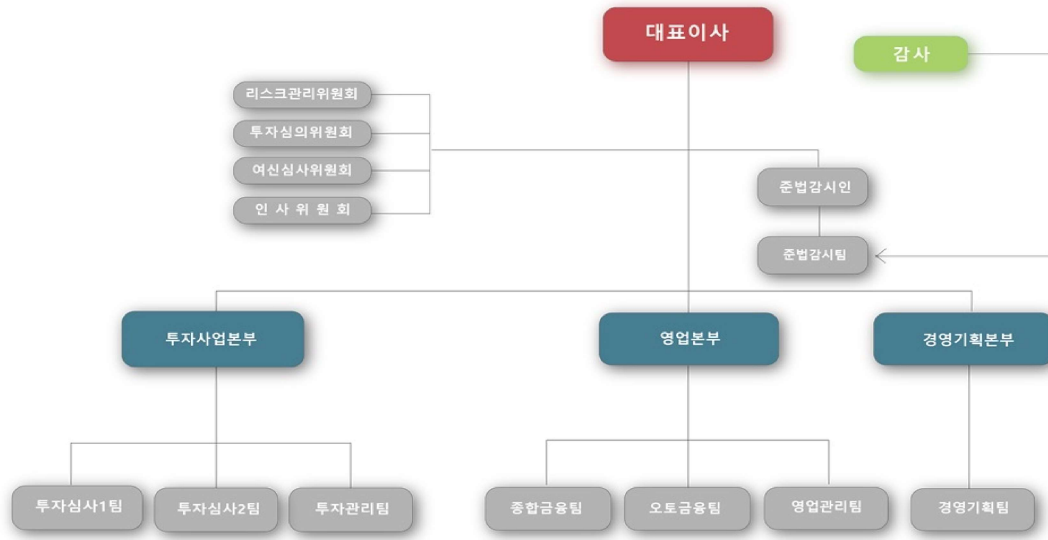 대표이사
감사
리스크관리위원회
투자심의위원회
여신심사위원회
인 사 위 원 회
준법감시인
준법감시팀
투자사업본부
영업본부
경영기획본부
투자심사1팀
투자심사2팀
투자관리팀
종합금융팀
오토금융팀
영업관리팀
경영기획팀